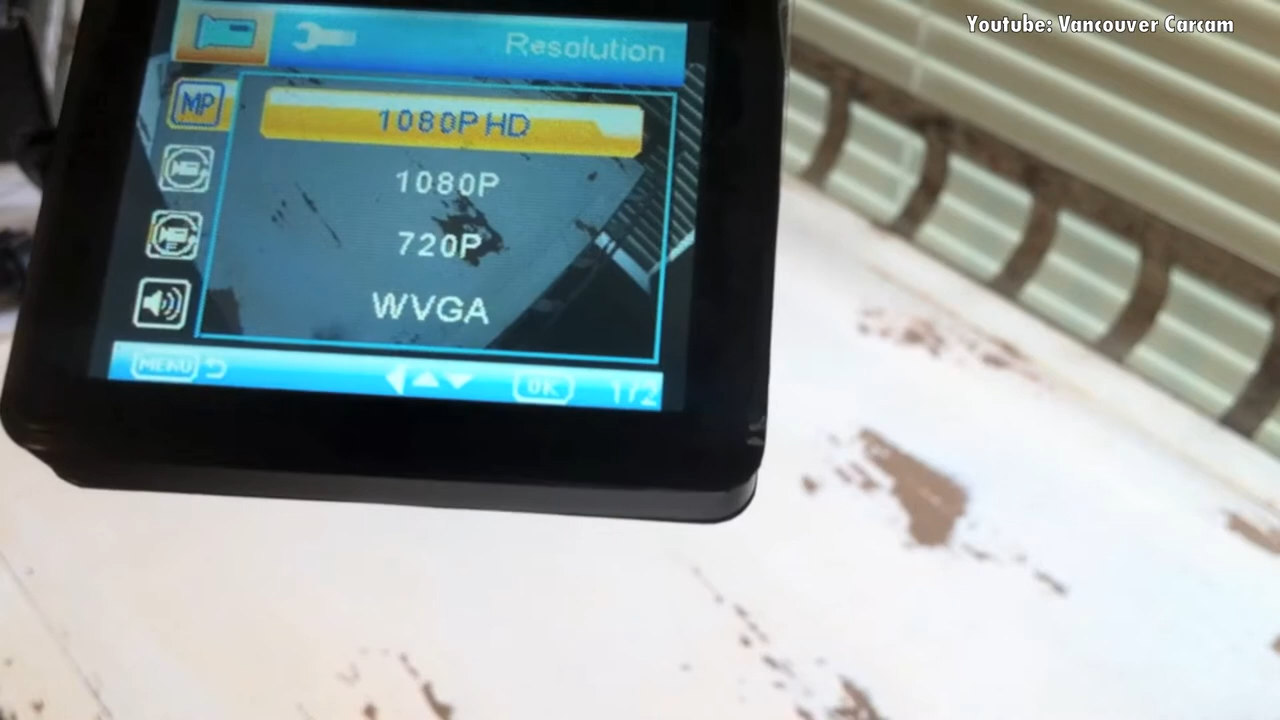 Youtube: Vancouver Carcam
Resolution
MP
1080P HD
1080P
720P
WVGA
MENU
OK
1/2